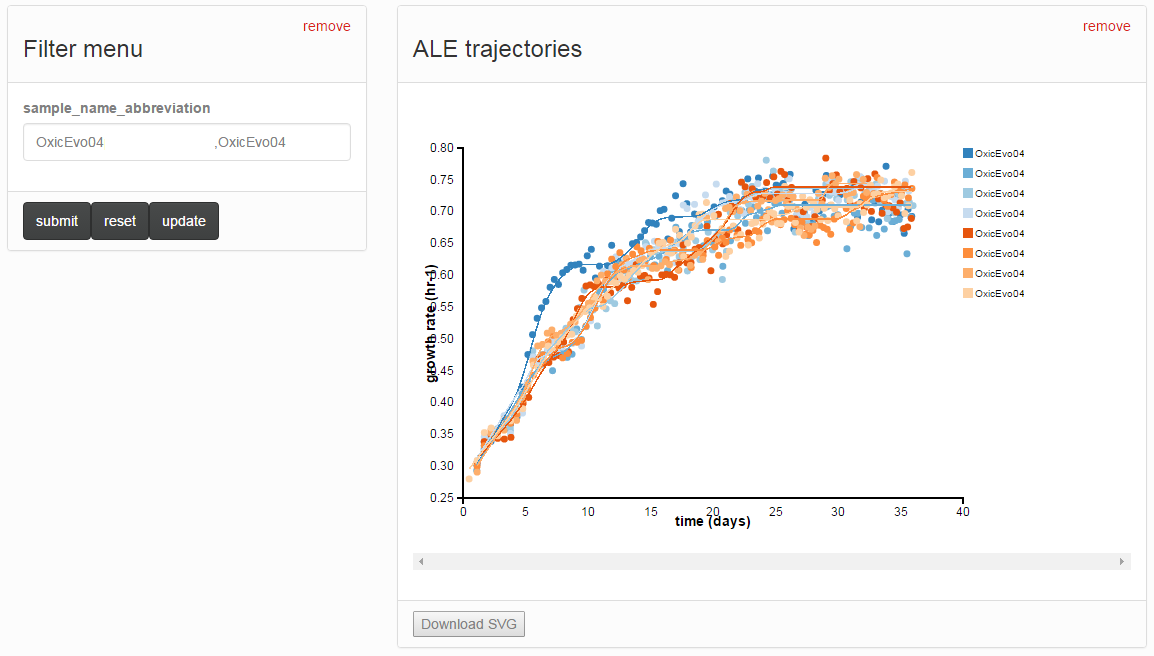 remove
Filter menu
sample_name_abbreviation
OxicEvo04 ,OxicEvo04
submit reset update
remove
ALE trajectories
0.80
0.75
0.70
0.65
0.60
0.55
0.50
0.45
0.40
0.35
0.30
0.25
growth rate (hr-1)
0 5 10 15 20 25 30 35 40
time (days)
OxicEvo04
OxicEvo04
OxicEvo04
OxicEvo04
OxicEvo04
OxicEvo04
OxicEvo04
OxicEvo04
Download SVG